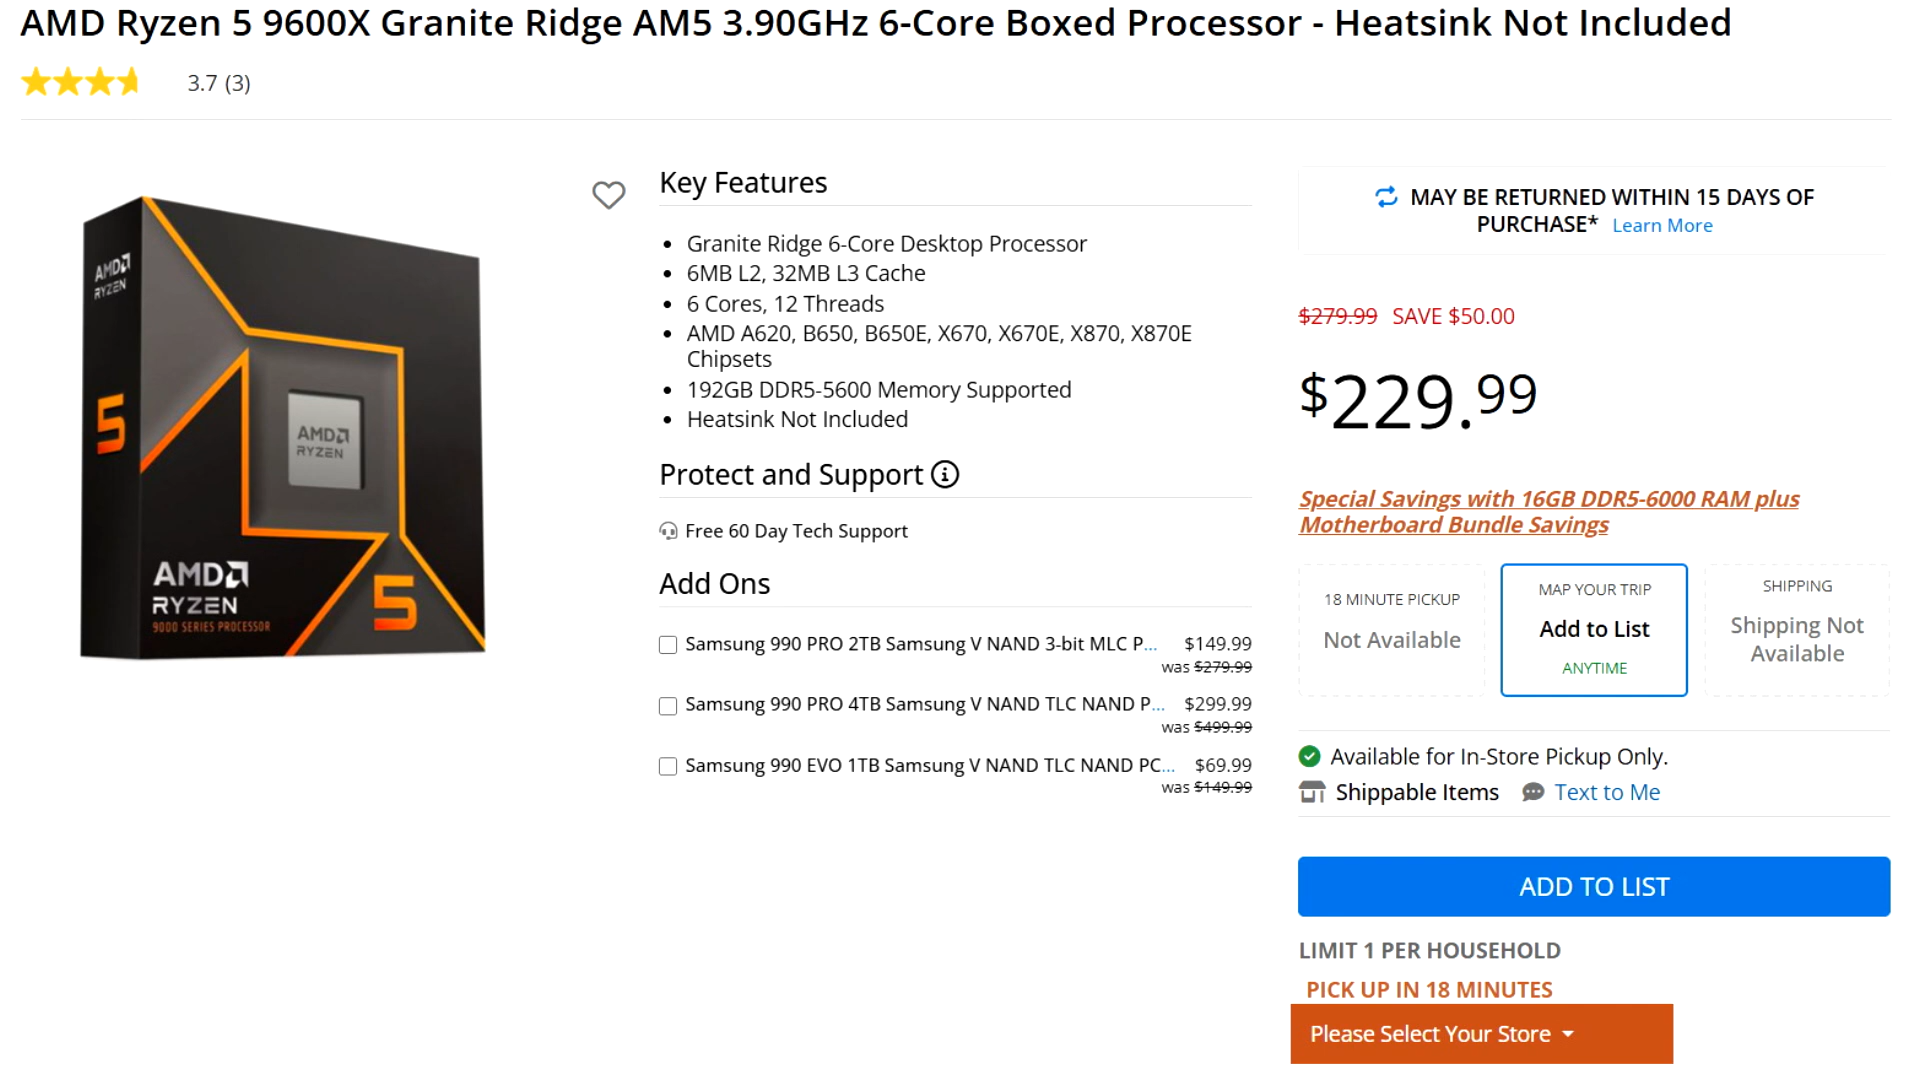 AMD Ryzen 5 9600X Granite Ridge AM5 3.90GHz 6-Core Boxed Processor - Heatsink Not Included
3.7 (3)
AMD
RYZEN
5
AMD
RYZEN
AMD
RYZEN
9000 SERIES PROCESSOR
5
Key Features
Granite Ridge 6-Core Desktop Processor
6MB L2, 32MB L3 Cache
6 Cores, 12 Threads
AMD A620, B650, B650E, X670, X670E, X870, X870E
Chipsets
192GB DDR5-5600 Memory Supported
Heatsink Not Included
Protect and Support
Free 60 Day Tech Support
Add Ons
Samsung 990 PRO 2TB Samsung V NAND 3-bit MLC P... $149.99
was $279.99
Samsung 990 PRO 4TB Samsung V NAND TLC NAND P... $299.99
was $499.99
Samsung 990 EVO 1TB Samsung V NAND TLC NAND PC... $69.99
was $149.99
MAY BE RETURNED WITHIN 15 DAYS OF
PURCHASE* Learn More
$279.99 SAVE $50.00
$229.99
Special Savings with 16GB DDR5-6000 RAM plus
Motherboard Bundle Savings
18 MINUTE PICKUP
Not Available
MAP YOUR TRIP
Add to List
ANYTIME
SHIPPING
Shipping Not
Available
Available for In-Store Pickup Only.
Shippable Items Text to Me
ADD TO LIST
LIMIT 1 PER HOUSEHOLD
PICK UP IN 18 MINUTES
Please Select Your Store